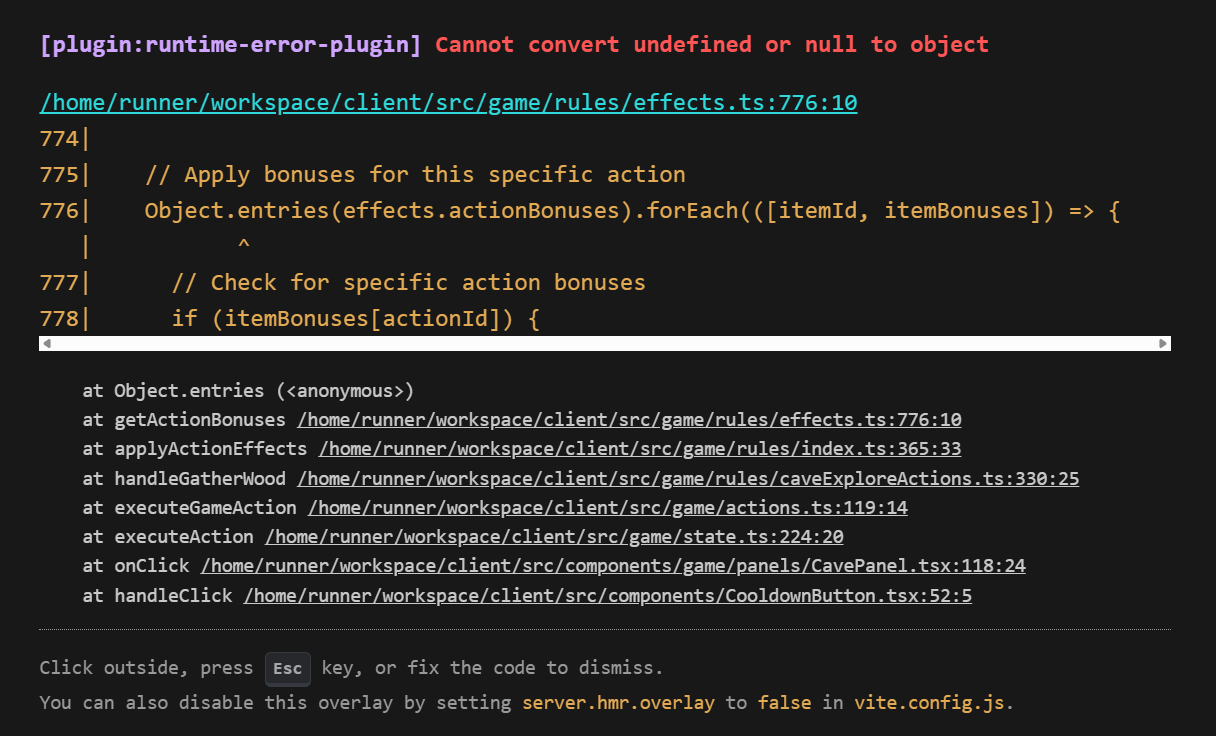 [plugin:runtime-error-plugin] Cannot convert undefined or null to object
/home/runner/workspace/client/src/game/rules/effects.ts:776:10
774|
775|    // Apply bonuses for this specific action
776|    Object.entries(effects.actionBonuses).forEach(([itemId, itemBonuses]) => {
   |           ^
777|      // Check for specific action bonuses
778|      if (itemBonuses[actionId]) {
    at Object.entries (<anonymous>)
    at getActionBonuses /home/runner/workspace/client/src/game/rules/effects.ts:776:10
    at applyActionEffects /home/runner/workspace/client/src/game/rules/index.ts:365:33
    at handleGatherWood /home/runner/workspace/client/src/game/rules/caveExploreActions.ts:330:25
    at executeGameAction /home/runner/workspace/client/src/game/actions.ts:119:14
    at executeAction /home/runner/workspace/client/src/game/state.ts:224:20
    at onClick /home/runner/workspace/client/src/components/game/panels/CavePanel.tsx:118:24
    at handleClick /home/runner/workspace/client/src/components/CooldownButton.tsx:52:5
Click outside, press Esc key, or fix the code to dismiss.
You can also disable this overlay by setting server.hmr.overlay to false in vite.config.js.